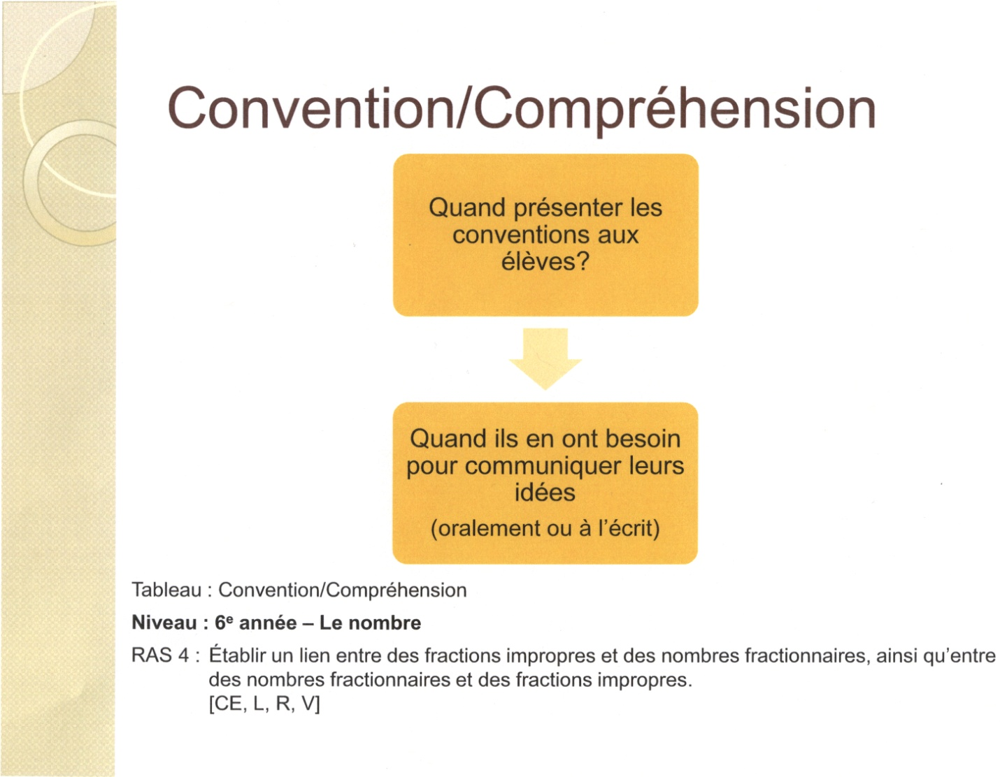 Convention/Compréhension
Quand présenter les
conventions aux
élèves?
Quand ils en ont besoin
pour communiquer leurs
idées
(oralement ou à l'écrit)
Tableau : Convention/Compréhension
Niveau : 6e année – Le nombre
RAS 4 : Établir un lien entre des fractions impropres et des nombres fractionnaires, ainsi qu'entre
des nombres fractionnaires et des fractions impropres.
[CE, L, R, V]